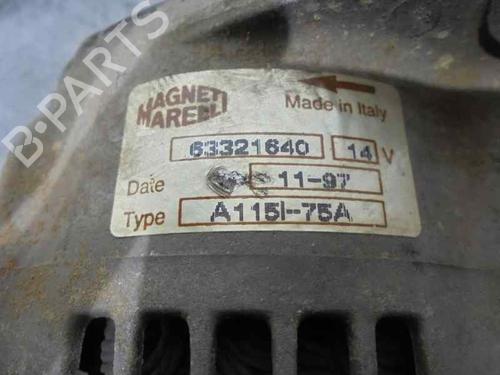 B-PARTS
MAGNETI
MARELLI
Made in Italy
63321640 14 V
Date 11-97
Type A115I-75A